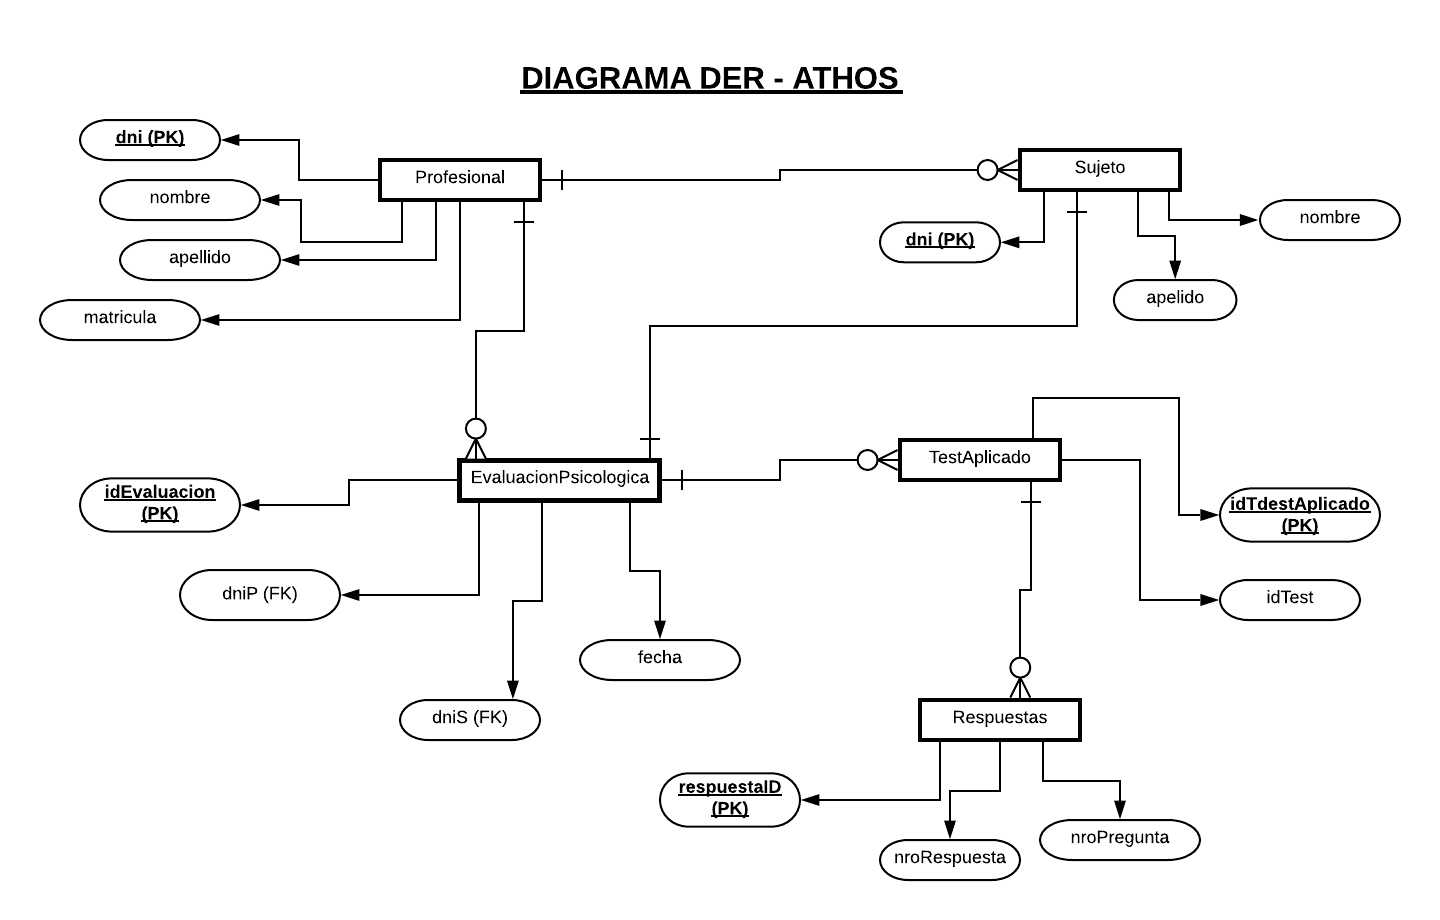 DIAGRAMA DER - ATHOS
dni (PK)
Profesional
Sujeto
nombre
nombre
dni (PK)
apellido
apelido
matricula
EvaluacionPsicologica
TestAplicado
idEvaluacion
(PK)
idTdestAplicado
(PK)
dniP (FK)
idTest
fecha
dniS (FK)
Respuestas
respuestaID
(PK)
nroRespuesta
nroPregunta